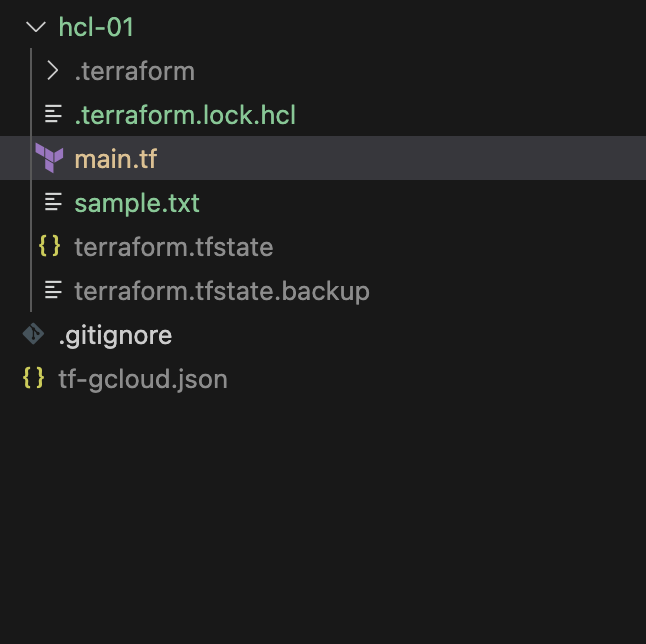 hcl-01
.terraform
.terraform.lock.hcl
main.tf
sample.txt
terraform.tfstate
terraform.tfstate.backup
.gitignore
tf-gcloud.json